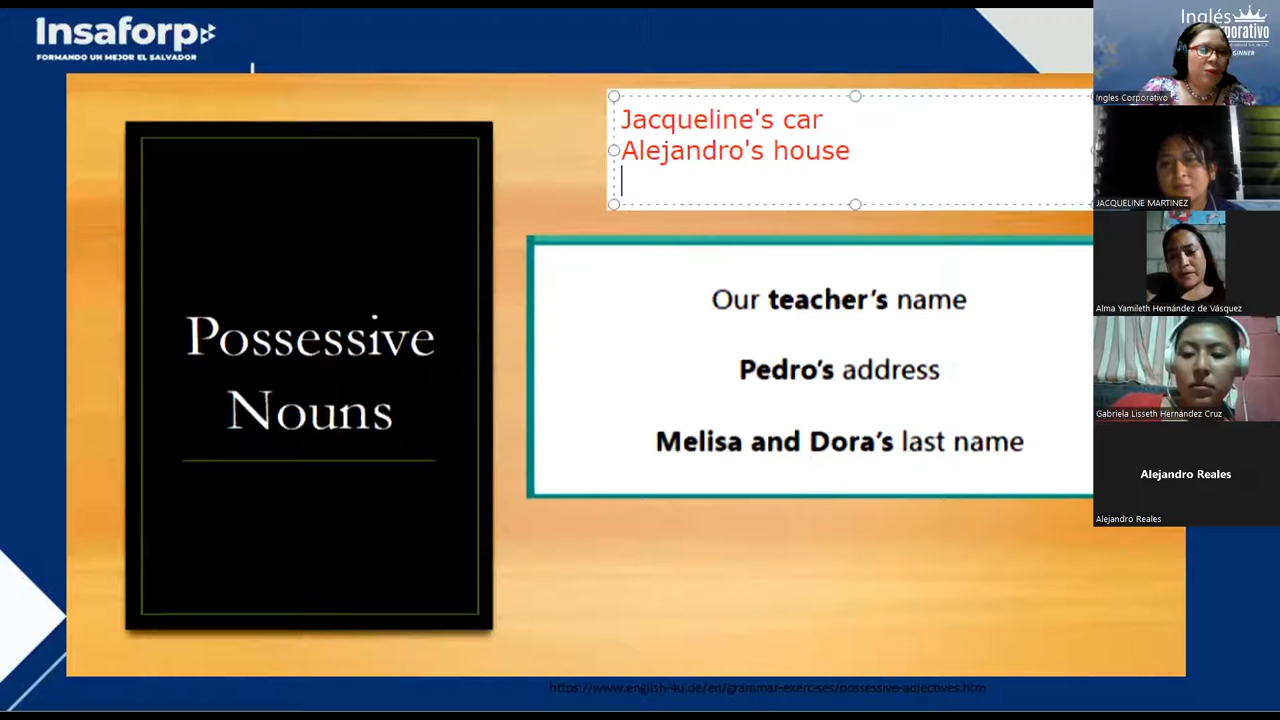 Insaforp
FORMANDO UN MEJOR EL SALVADOR
Jacqueline's car
Alejandro's house
Possessive
Nouns
Our teacher's name
Pedro's address
Melisa and Dora's last name
https://www.english-4u.de/en/grammar-exercises/possessive-adjectives.htm
Inglés
Ingles Corporativo
JACQUELINE MARTINEZ
Alma Yamileth Hernández de Vásquez
Gabriela Lisseth Hernández Cruz
Alejandro Reales
Alejandro Reales